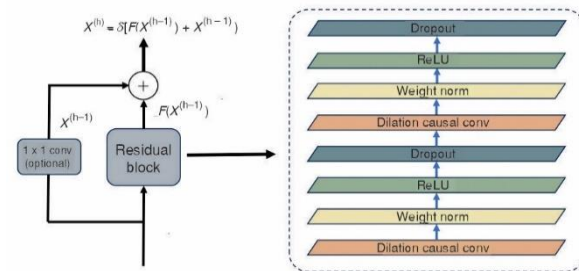 X^(h) = δ[F(X^(h-1)) + X^(h-1))
+
X^(h-1)
F(X^(h-1))
1 x 1 conv
(optional)
Residual
block
Dropout
ReLU
Weight norm
Dilation causal conv
Dropout
ReLU
Weight norm
Dilation causal conv